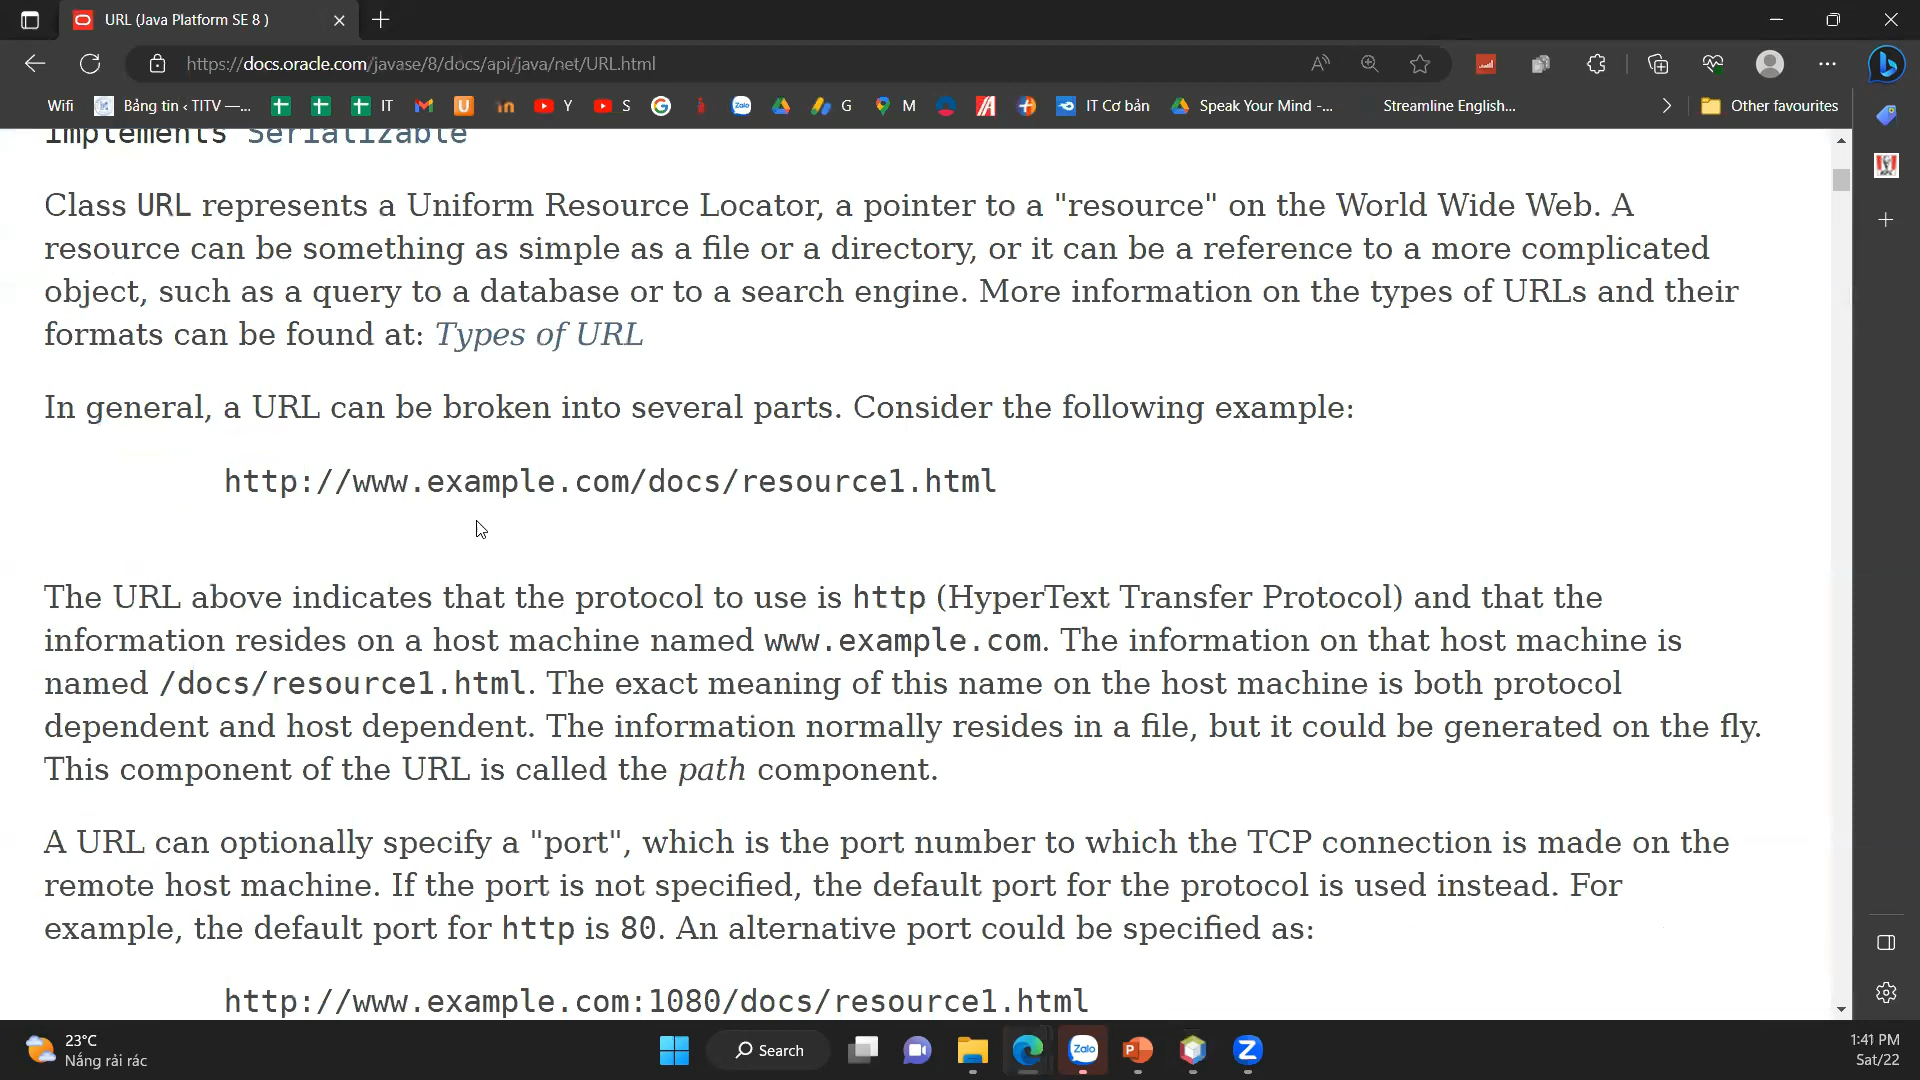 URL (Java Platform SE 8 )
https://docs.oracle.com/javase/8/docs/api/java/net/URL.html
Wifi Bảng tin ‹ TITV —... IT Y S G M IT Cơ bản Speak Your Mind -... Streamline English... Other favourites
implements Serializable
Class URL represents a Uniform Resource Locator, a pointer to a "resource" on the World Wide Web. A
resource can be something as simple as a file or a directory, or it can be a reference to a more complicated
object, such as a query to a database or to a search engine. More information on the types of URLs and their
formats can be found at: Types of URL
In general, a URL can be broken into several parts. Consider the following example:
http://www.example.com/docs/resource1.html
The URL above indicates that the protocol to use is http (HyperText Transfer Protocol) and that the
information resides on a host machine named www.example.com. The information on that host machine is
named /docs/resource1.html. The exact meaning of this name on the host machine is both protocol
dependent and host dependent. The information normally resides in a file, but it could be generated on the fly.
This component of the URL is called the path component.
A URL can optionally specify a "port", which is the port number to which the TCP connection is made on the
remote host machine. If the port is not specified, the default port for the protocol is used instead. For
example, the default port for http is 80. An alternative port could be specified as:
http://www.example.com:1080/docs/resource1.html
23°C
Nắng rải rác
Search
Zalo
1:41 PM
Sat/22